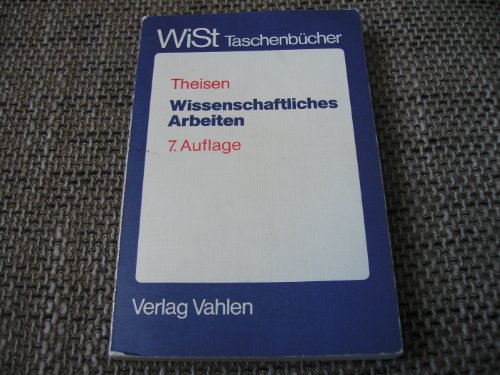 WiSt Taschenbücher
Theisen
Wissenschaftliches
Arbeiten
7. Auflage
Verlag Vahlen